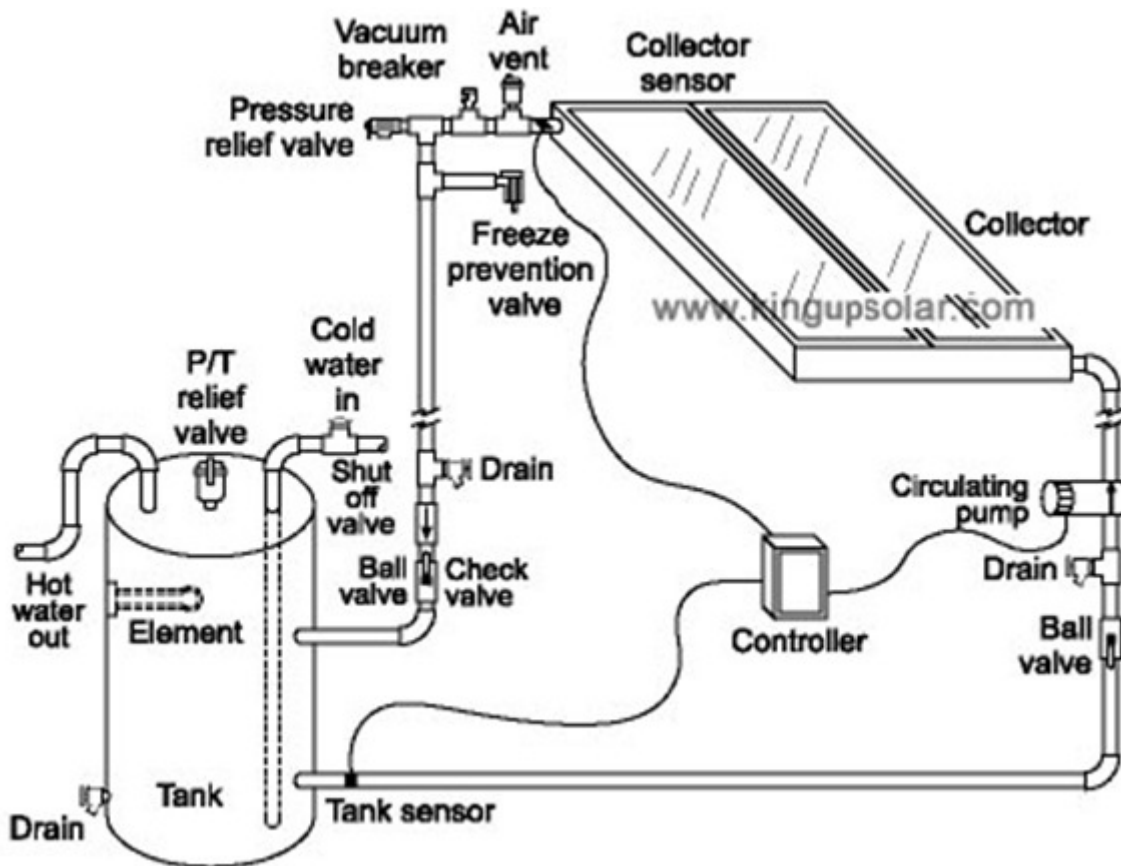 Vacuum
breaker
Air
vent
Collector
sensor
Pressure
relief valve
Collector
Freeze
prevention
valve
www.kingupsolar.com
Cold
water
in
P/T
relief
valve
Shut
off
valve
Drain
Circulating
pump
Hot
water
out
Ball
valve
Check
valve
Drain
Element
Controller
Ball
valve
Tank
Tank sensor
Drain